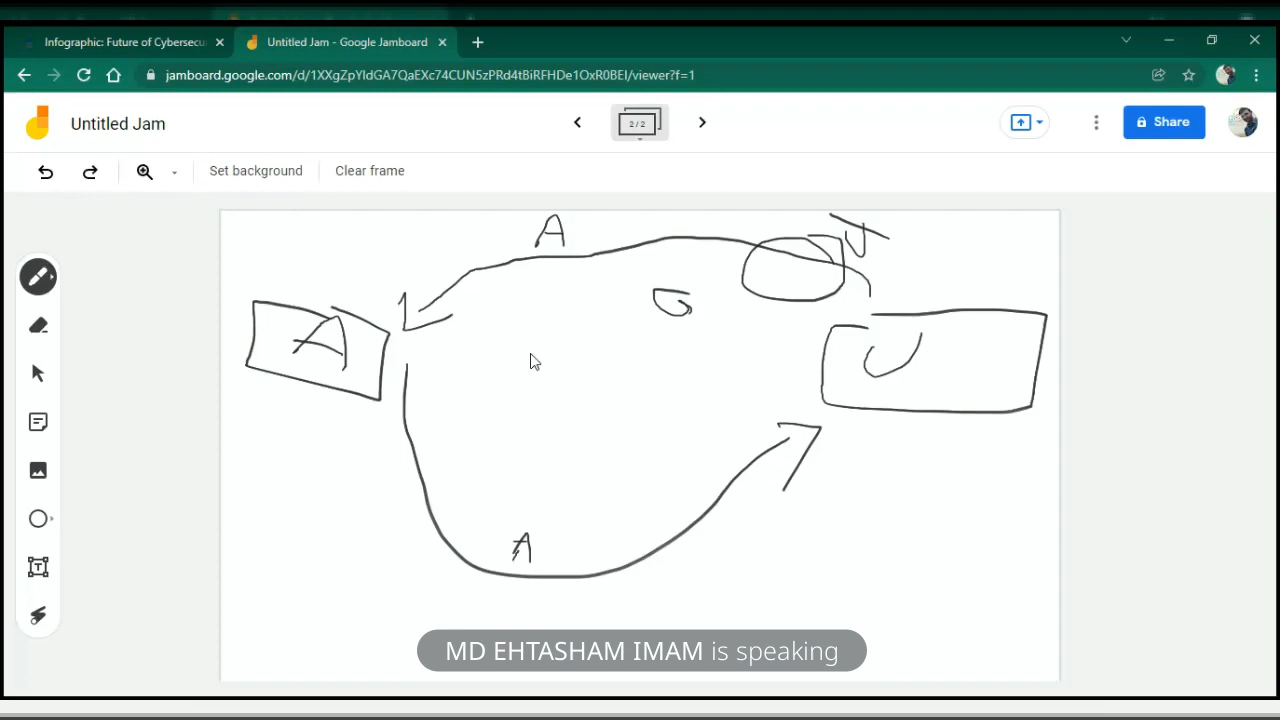 Infographic: Future of Cybersecu
Untitled Jam - Google Jamboard
jamboard.google.com/d/1XXgZpYIdGA7QaEXc74CUN5zPRd4tBiRFHDe1OxR0BEI/viewer?f=1
Untitled Jam
2 / 2
Share
Set background
Clear frame
A
A
U
A
MD EHTASHAM IMAM is speaking